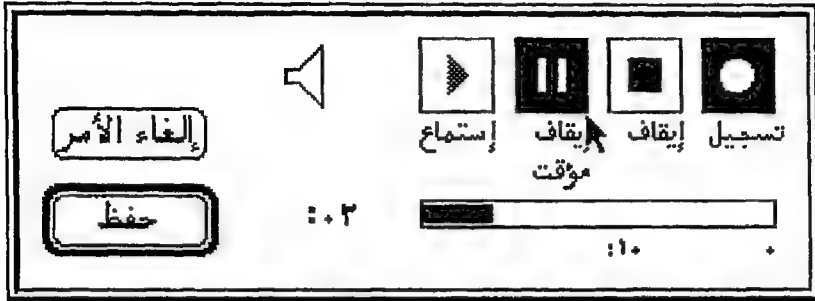 تسجيل
إيقاف
إيقاف مؤقت
إستماع
إلغاء الأمر
حفظ
:٠٣
٠
:١٠